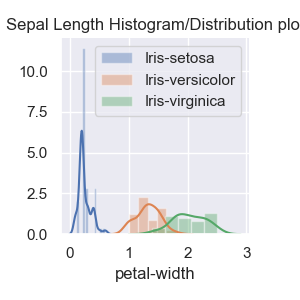 Sepal Length Histogram/Distribution plo
Iris-setosa
Iris-versicolor
Iris-virginica
10.0
7.5
5.0
2.5
0.0
0 1 2 3
petal-width